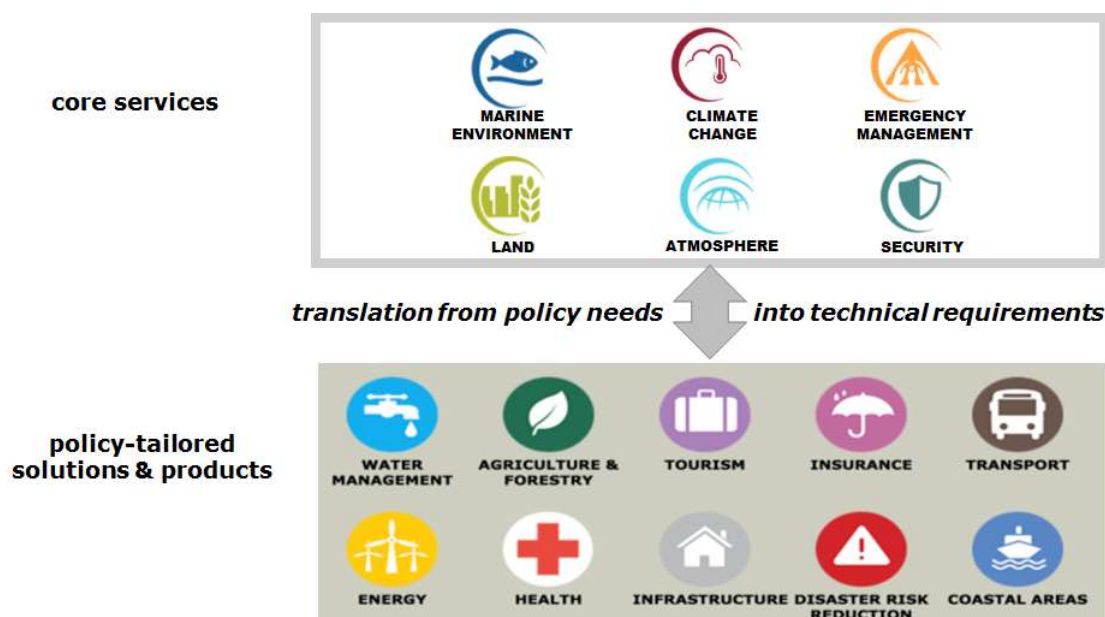 core services
MARINE
ENVIRONMENT
CLIMATE
CHANGE
EMERGENCY
MANAGEMENT
LAND
ATMOSPHERE
SECURITY
translation from policy needs
into technical requirements
policy-tailored
solutions & products
WATER
MANAGEMENT
AGRICULTURE &
FORESTRY
TOURISM
INSURANCE
TRANSPORT
ENERGY
HEALTH
INFRASTRUCTURE
DISASTER RISK
REDUCTION
COASTAL AREAS